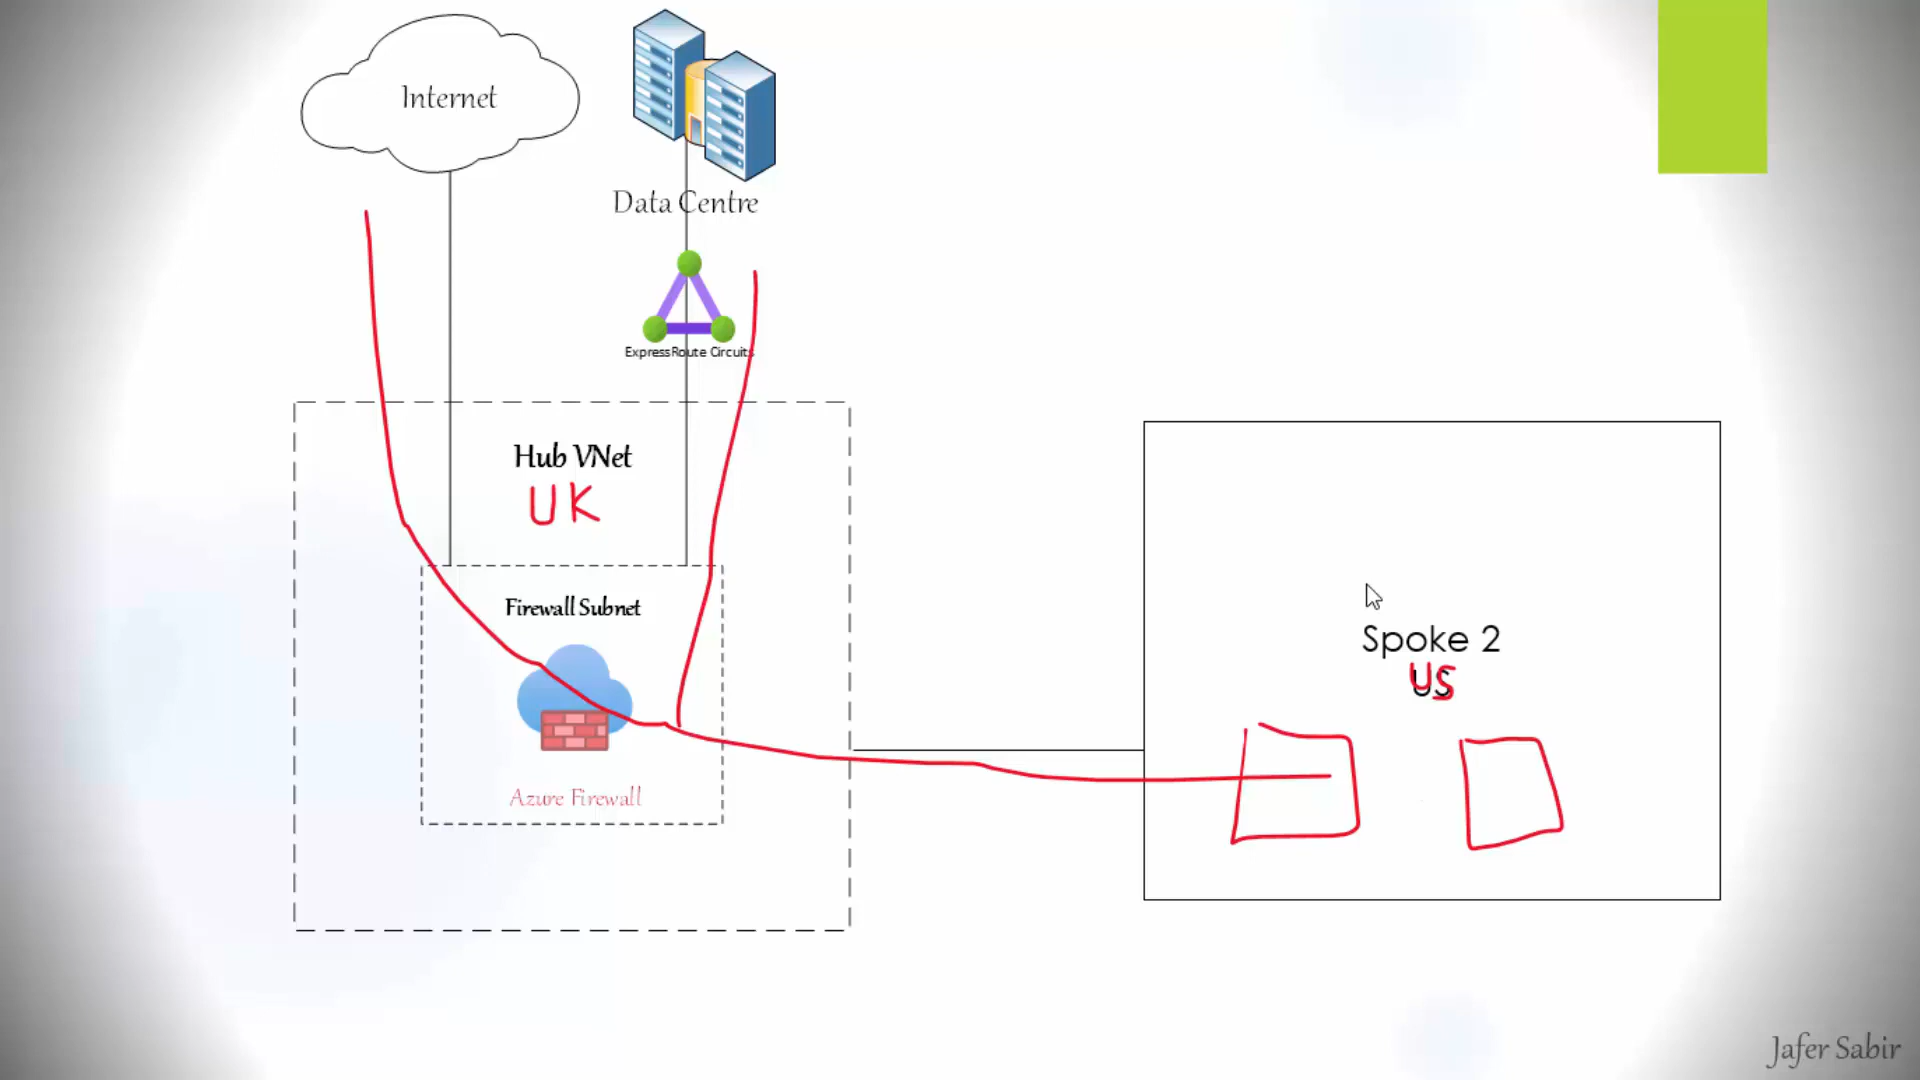 Internet
Data Centre
ExpressRoute Circuits
Hub VNet
UK
Firewall Subnet
Azure Firewall
Spoke 2
US
Jafer Sabir